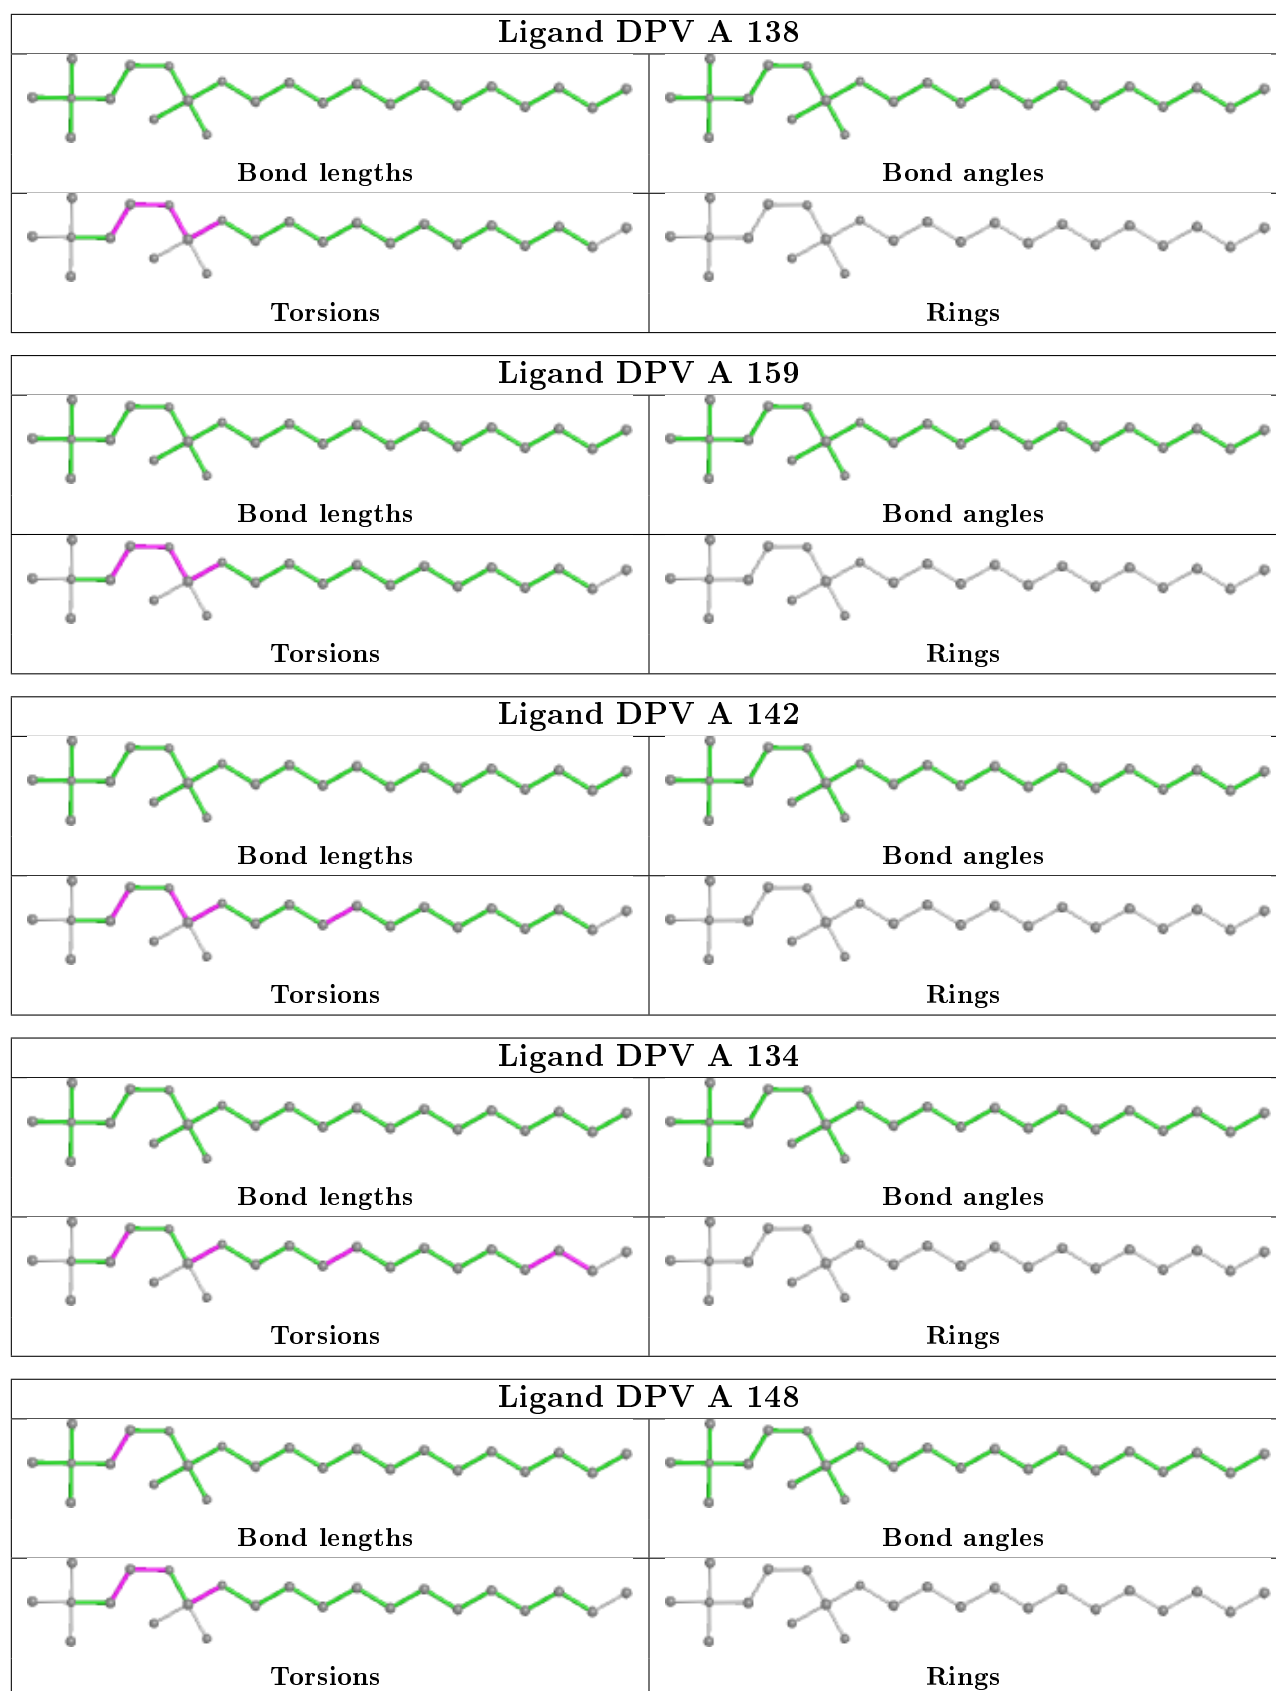 Ligand DPV A 138
Bond lengths
Bond angles
Torsions
Rings
Ligand DPV A 159
Bond lengths
Bond angles
Torsions
Rings
Ligand DPV A 142
Bond lengths
Bond angles
Torsions
Rings
Ligand DPV A 134
Bond lengths
Bond angles
Torsions
Rings
Ligand DPV A 148
Bond lengths
Bond angles
Torsions
Rings